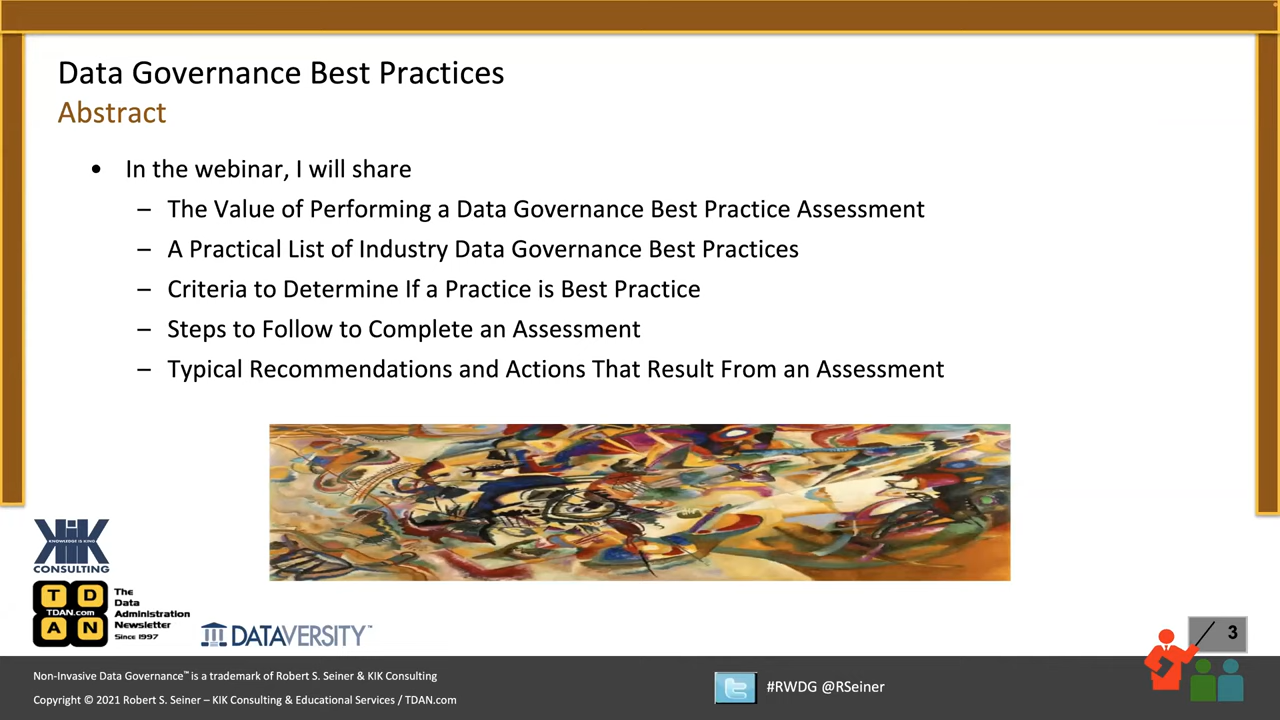 Data Governance Best Practices
Abstract
• In the webinar, I will share
– The Value of Performing a Data Governance Best Practice Assessment
– A Practical List of Industry Data Governance Best Practices
– Criteria to Determine If a Practice is Best Practice
– Steps to Follow to Complete an Assessment
– Typical Recommendations and Actions That Result From an Assessment
KIK
KNOWLEDGE IS KING
CONSULTING
T D
TDAN.com
A N
The
Data
Administration
Newsletter
Since 1997
DATAVERSITY™
3
Non-Invasive Data Governance™ is a trademark of Robert S. Seiner & KIK Consulting
Copyright © 2021 Robert S. Seiner – KIK Consulting & Educational Services / TDAN.com
#RWDG @RSeiner